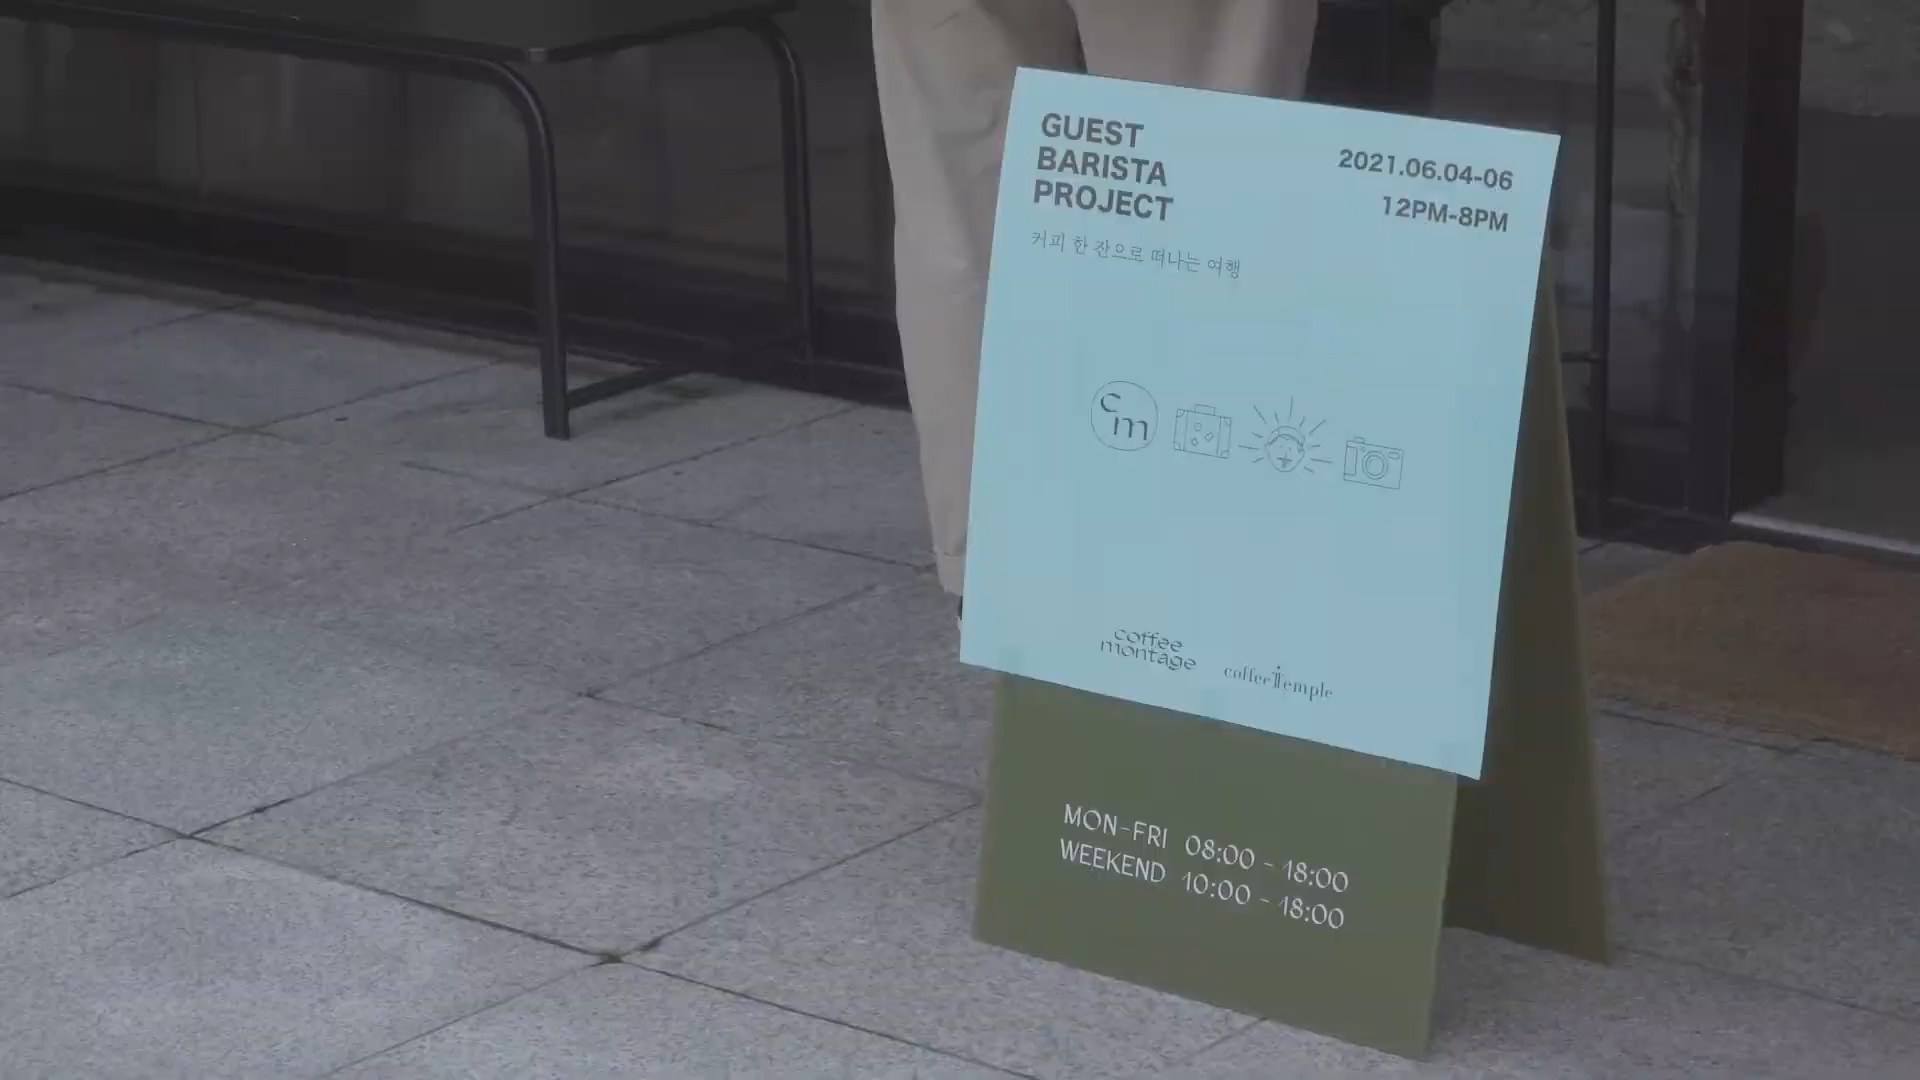 GUEST
BARISTA
PROJECT
2021.06.04-06
12PM-8PM
커피 한 잔으로 떠나는 여행
cm
coffee
montage
coffee Temple
MON-FRI 08:00 - 18:00
WEEKEND 10:00 - 18:00